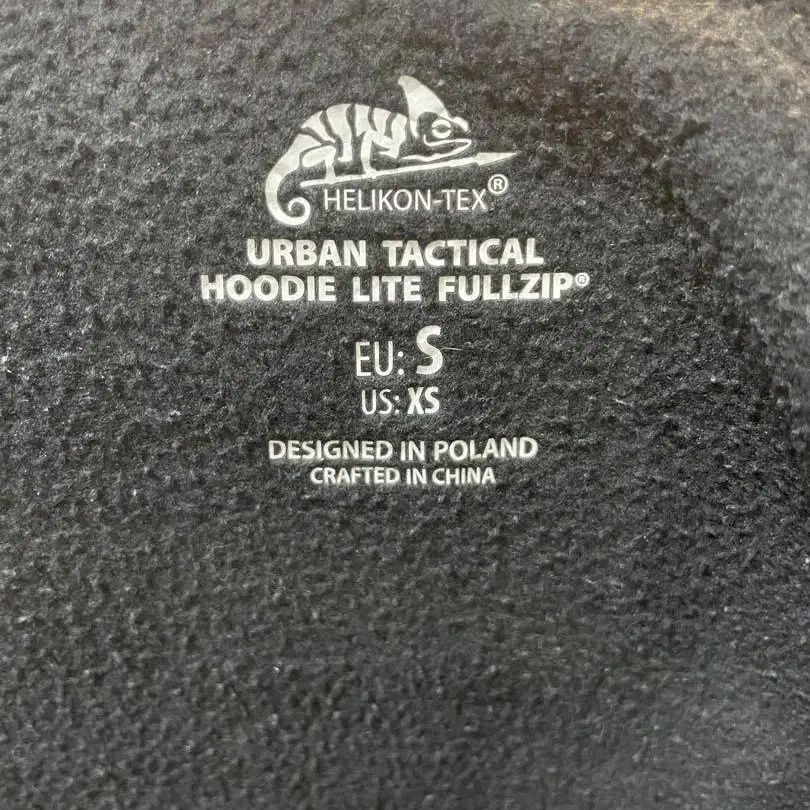 HELIKON-TEX®
URBAN TACTICAL
HOODIE LITE FULLZIP®
EU: S
US: XS
DESIGNED IN POLAND
CRAFTED IN CHINA